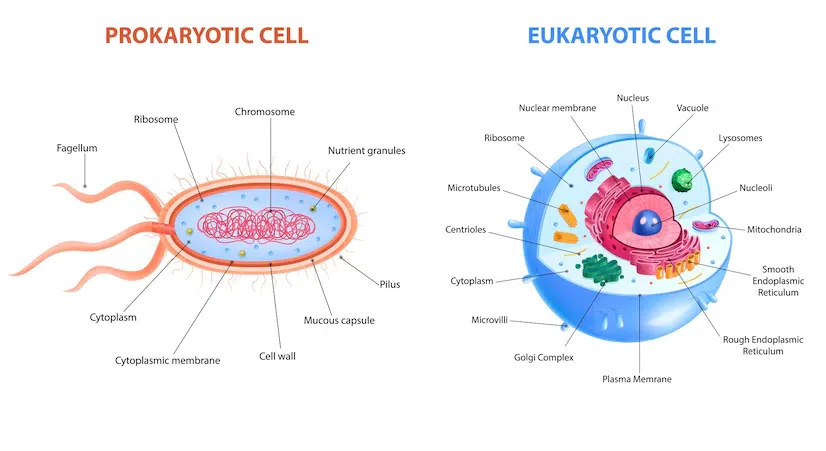 PROKARYOTIC CELL
Ribosome
Chromosome
Fagellum
Nutrient granules
Cytoplasm
Pilus
Mucous capsule
Cytoplasmic membrane
Cell wall
EUKARYOTIC CELL
Nucleus
Nuclear membrane
Vacuole
Ribosome
Lysosomes
Microtubules
Nucleoli
Centrioles
Mitochondria
Cytoplasm
Smooth
Endoplasmic
Reticulum
Microvilli
Rough Endoplasmic
Reticulum
Golgi Complex
Plasma Memrane